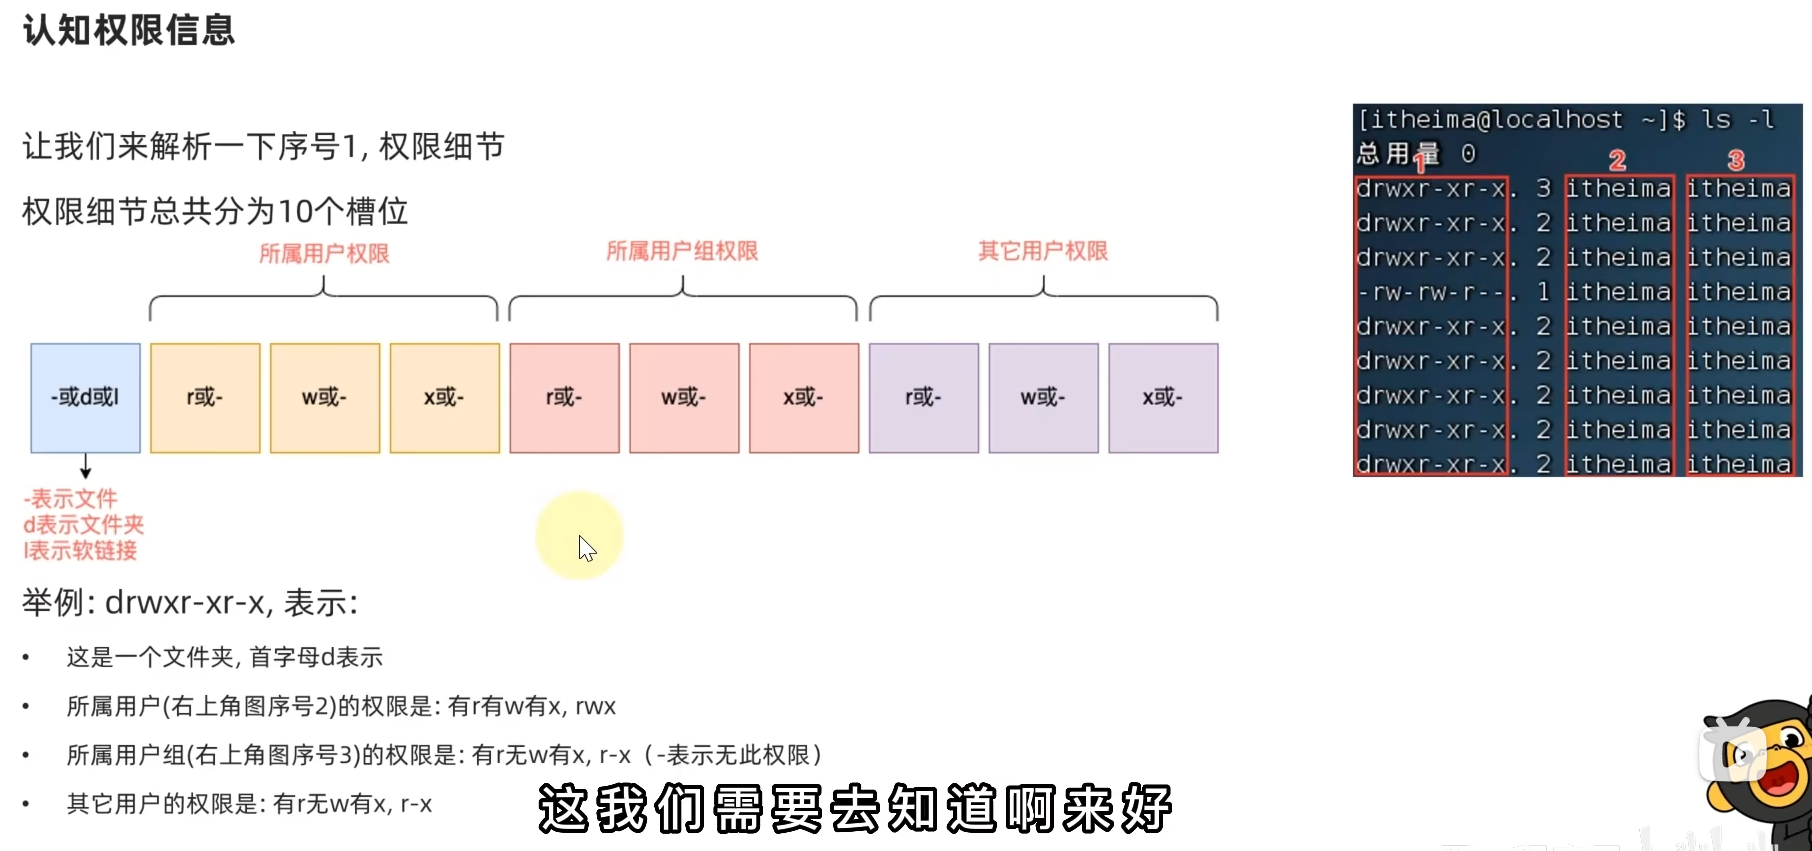 认知权限信息
让我们来解析一下序号1, 权限细节
权限细节总共分为10个槽位
所属用户权限
所属用户组权限
其它用户权限
-或d或l
r或-
w或-
x或-
r或-
w或-
x或-
r或-
w或-
x或-
-表示文件
d表示文件夹
l表示软链接
举例: drwxr-xr-x, 表示:
• 这是一个文件夹, 首字母d表示
• 所属用户(右上角图序号2)的权限是: 有r有w有x, rwx
• 所属用户组(右上角图序号3)的权限是: 有r无w有x, r-x（-表示无此权限）
• 其它用户的权限是: 有r无w有x, r-x
[itheima@localhost ~]$ ls -l
总用量 0
1
2
3
drwxr-xr-x. 3 itheima itheima
drwxr-xr-x. 2 itheima itheima
drwxr-xr-x. 2 itheima itheima
-rw-rw-r--. 1 itheima itheima
drwxr-xr-x. 2 itheima itheima
drwxr-xr-x. 2 itheima itheima
drwxr-xr-x. 2 itheima itheima
drwxr-xr-x. 2 itheima itheima
drwxr-xr-x. 2 itheima itheima
这我们需要去知道啊来好